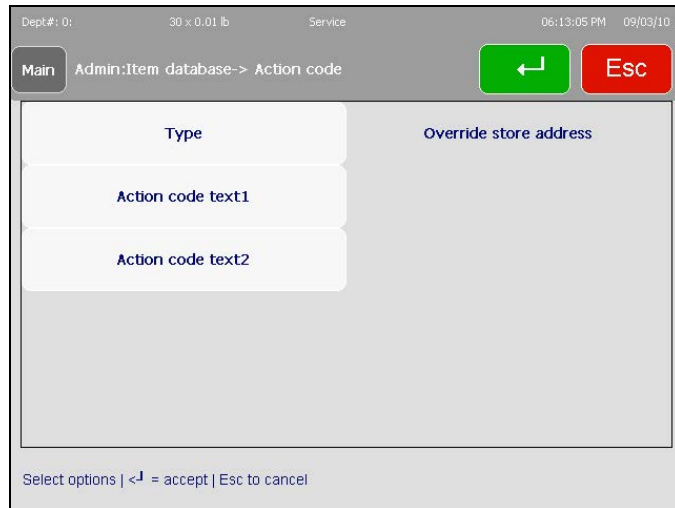 Dept#: 0: 30 x 0.01 lb Service 06:13:05 PM 09/03/10
Main Admin:Item database-> Action code Esc
Type Override store address
Action code text1
Action code text2
Select options | <┘ = accept | Esc to cancel